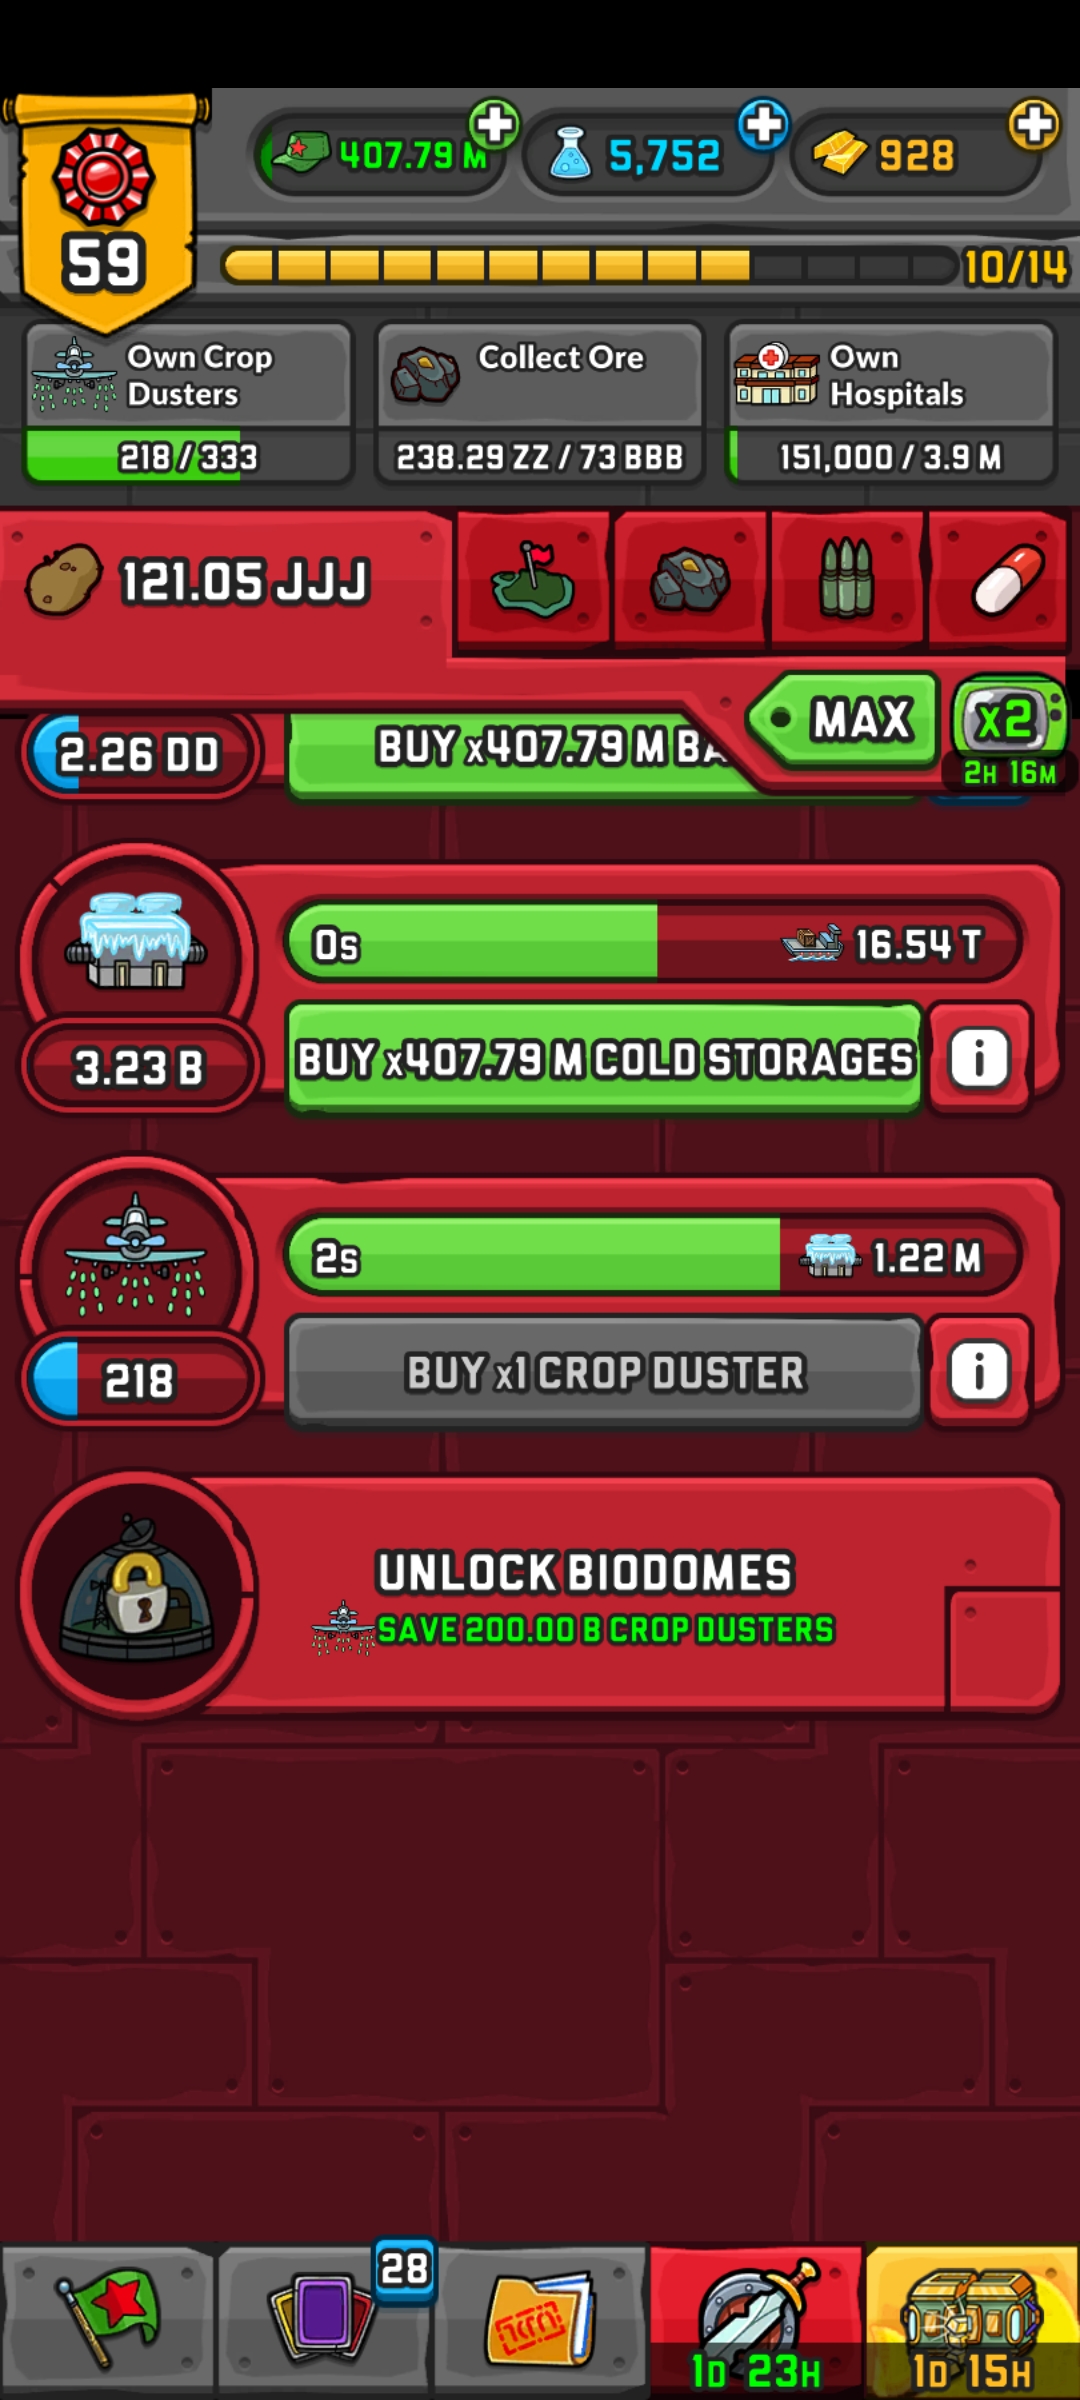 407.79 M
5,752
928
59
10/14
Own Crop
Dusters
218 / 333
Collect Ore
238.29 ZZ / 73 BBB
Own
Hospitals
151,000 / 3.9 M
121.05 JJJ
MAX
x2
2H 16M
2.26 DD
BUY x407.79 M
0s
16.54 T
3.23 B
BUY x407.79 M COLD STORAGES
i
2s
1.22 M
218
BUY x1 CROP DUSTER
i
UNLOCK BIODOMES
SAVE 200.00 B CROP DUSTERS
28
1D 23H
1D 15H